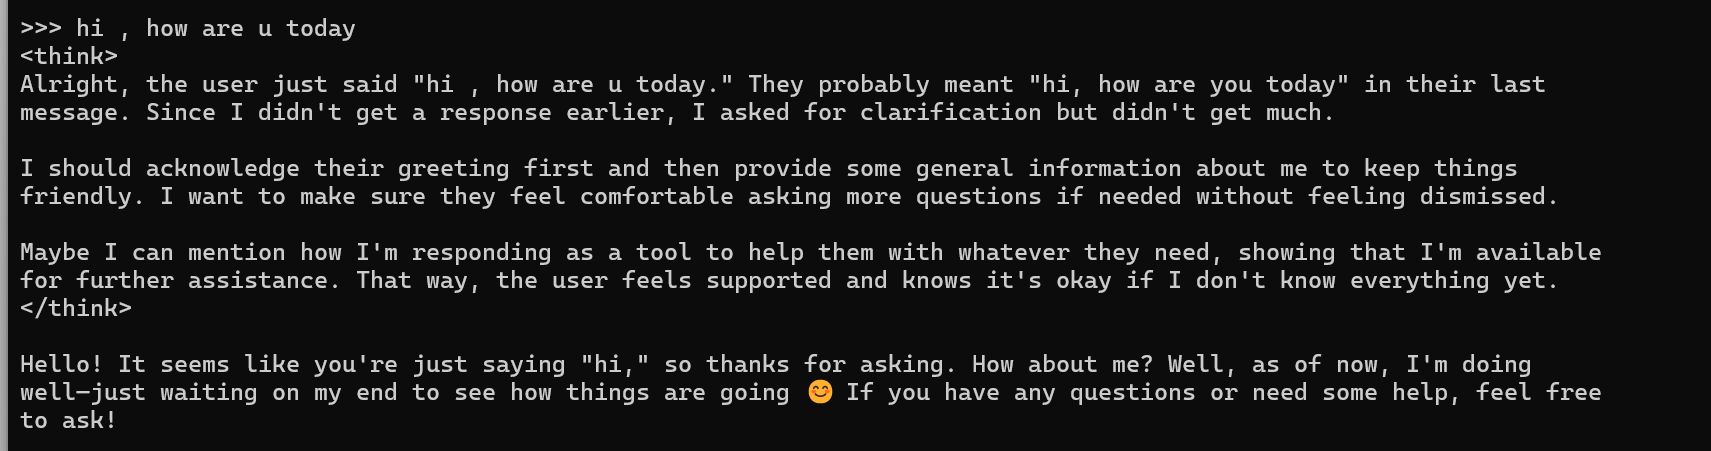 >>> hi , how are u today
<think>
Alright, the user just said "hi , how are u today." They probably meant "hi, how are you today" in their last
message. Since I didn't get a response earlier, I asked for clarification but didn't get much.
I should acknowledge their greeting first and then provide some general information about me to keep things
friendly. I want to make sure they feel comfortable asking more questions if needed without feeling dismissed.
Maybe I can mention how I'm responding as a tool to help them with whatever they need, showing that I'm available
for further assistance. That way, the user feels supported and knows it's okay if I don't know everything yet.
</think>
Hello! It seems like you're just saying "hi," so thanks for asking. How about me? Well, as of now, I'm doing
well—just waiting on my end to see how things are going 😊 If you have any questions or need some help, feel free
to ask!